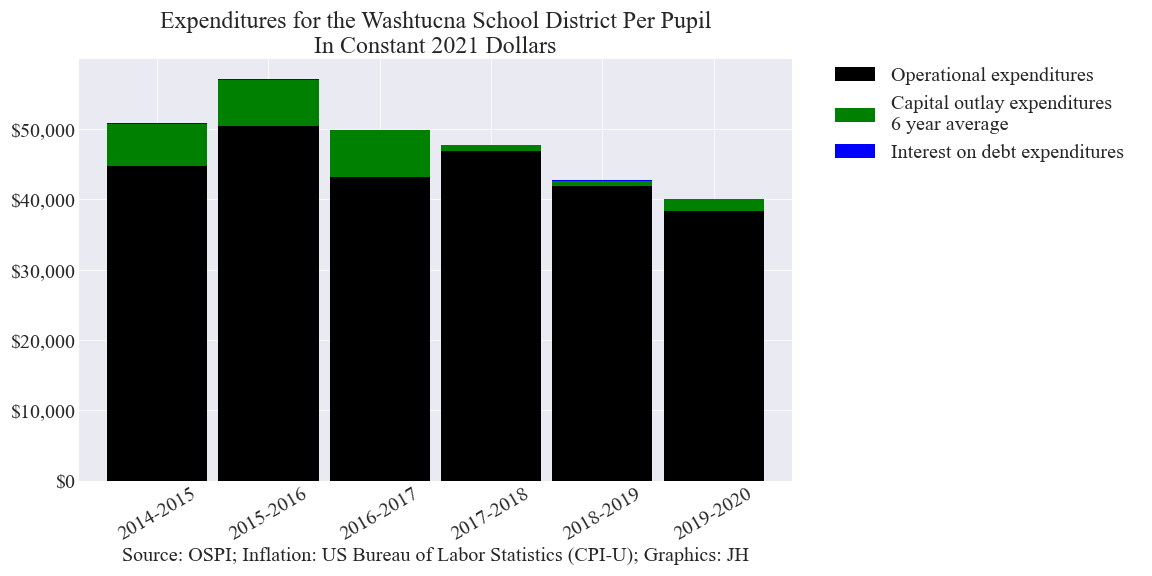 Expenditures for the Washtucna School District Per Pupil
In Constant 2021 Dollars
Operational expenditures
Capital outlay expenditures
6 year average
Interest on debt expenditures
$50,000
$40,000
$30,000
$20,000
$10,000
$0
2014-2015
2015-2016
2016-2017
2017-2018
2018-2019
2019-2020
Source: OSPI; Inflation: US Bureau of Labor Statistics (CPI-U); Graphics: JH